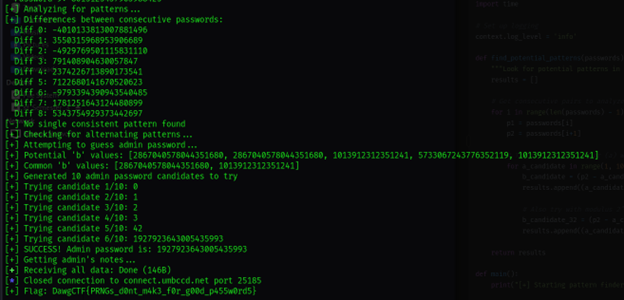 [+] Analyzing for patterns...
[+] Differences between consecutive passwords:
Diff 0: -4010133813007881496
Diff 1: 3550315968953906689
Diff 2: -4929769501115831110
Diff 3: 791408904630057847
Diff 4: 2374226713890173541
Diff 5: 7122680141670520623
Diff 6: -9793394390943540485
Diff 7: 1781251643124480899
Diff 8: 5343754929373442697
[-] No single consistent pattern found
[+] Checking for alternating patterns...
[+] Attempting to guess admin password...
[+] Potential 'b' values: [2867040578044351680, 2867040578044351680, 1013912312351241, 5733067243776352119, 1013912312351241]
[+] Common 'b' values: [2867040578044351680, 1013912312351241]
[+] Generated 10 admin password candidates to try
[+] Trying candidate 1/10: 0
[+] Trying candidate 2/10: 1
[+] Trying candidate 3/10: 2
[+] Trying candidate 4/10: 3
[+] Trying candidate 5/10: 42
[+] Trying candidate 6/10: 1927923643005435993
[+] SUCCESS! Admin password is: 1927923643005435993
[+] Getting admin's notes...
[+] Receiving all data: Done (146B)
[*] Closed connection to connect.umbccd.net port 25185
[+] Flag: DawgCTF{PRNGs_d0nt_m4k3_f0r_g00d_p455w0rd5}